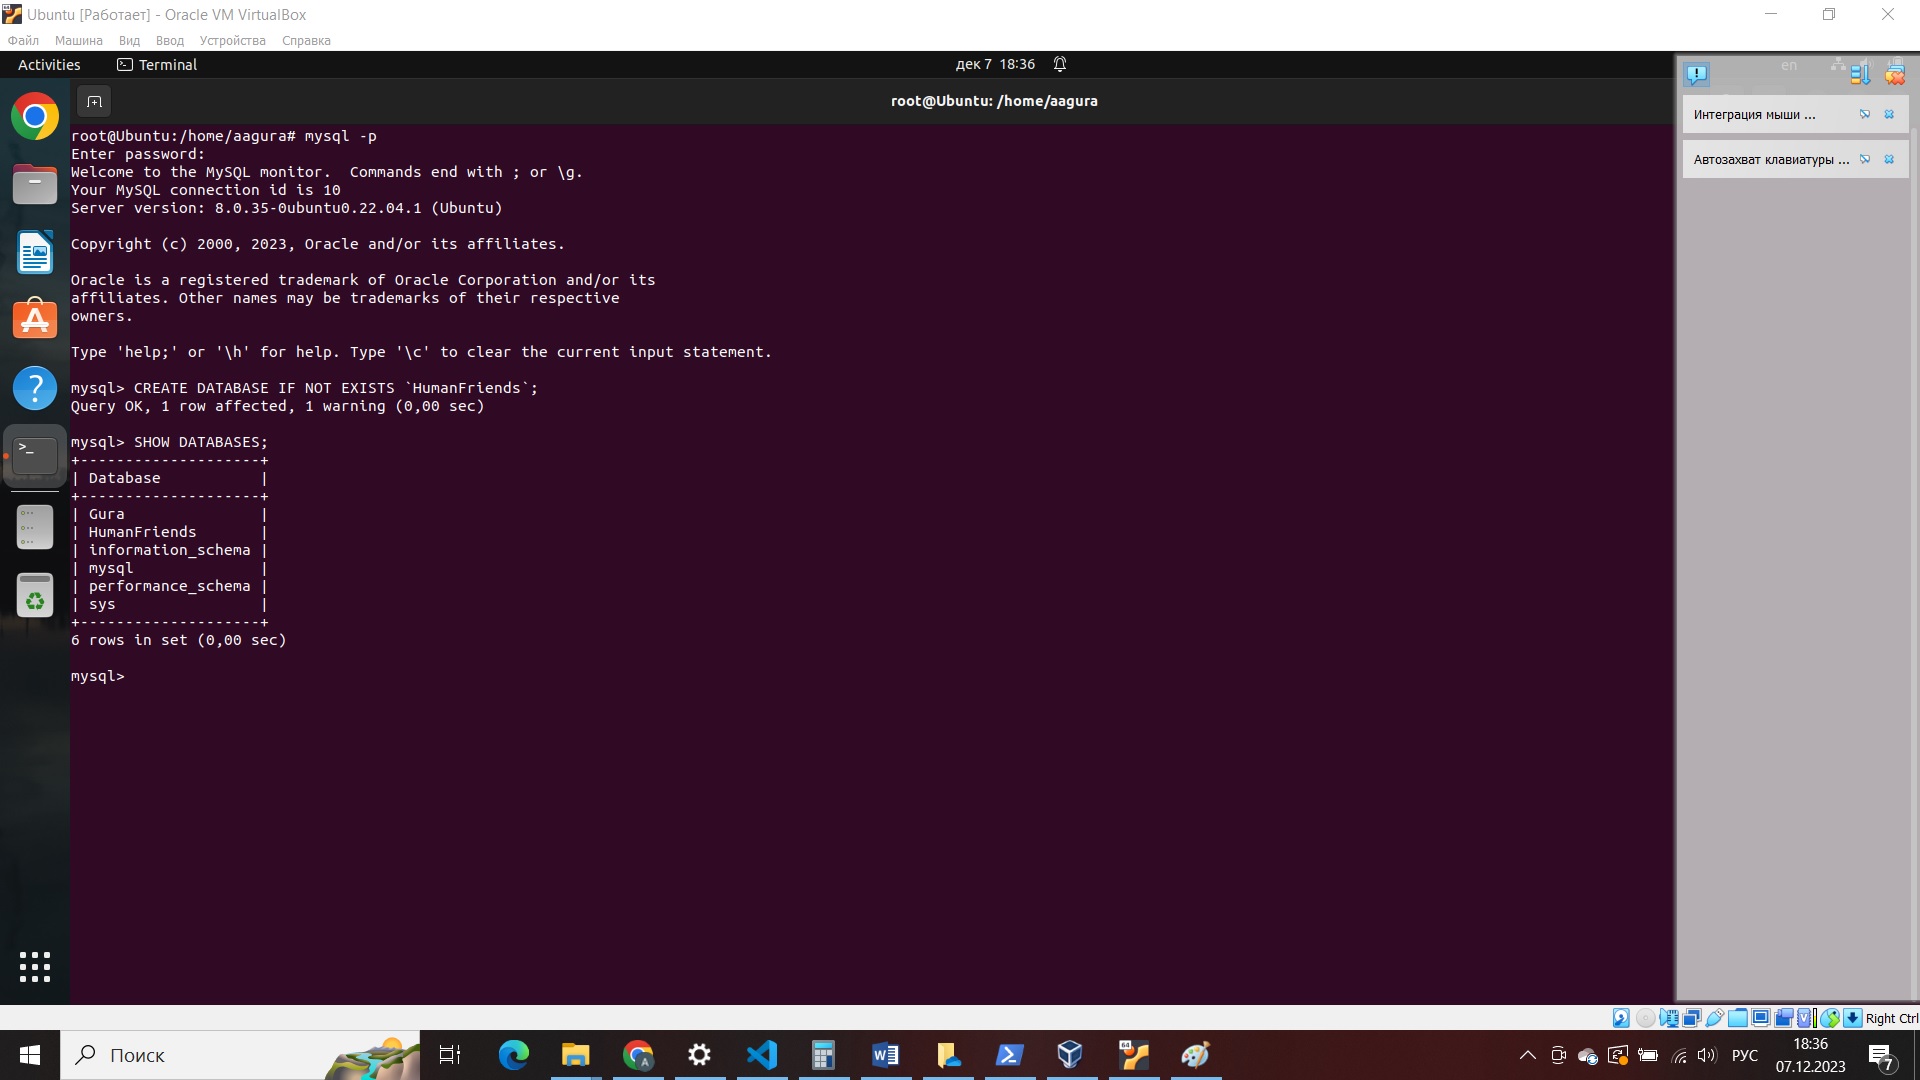 Ubuntu [Работает] - Oracle VM VirtualBox
Файл Машина Вид Ввод Устройства Справка
Activities Terminal дек 7 18:36 en
root@Ubuntu: /home/aagura
Интеграция мыши ...
Автозахват клавиатуры ...
root@Ubuntu:/home/aagura# mysql -p
Enter password:
Welcome to the MySQL monitor.  Commands end with ; or \g.
Your MySQL connection id is 10
Server version: 8.0.35-0ubuntu0.22.04.1 (Ubuntu)
Copyright (c) 2000, 2023, Oracle and/or its affiliates.
Oracle is a registered trademark of Oracle Corporation and/or its
affiliates. Other names may be trademarks of their respective
owners.
Type 'help;' or '\h' for help. Type '\c' to clear the current input statement.
mysql> CREATE DATABASE IF NOT EXISTS `HumanFriends`;
Query OK, 1 row affected, 1 warning (0,00 sec)
mysql> SHOW DATABASES;
+--------------------+
| Database           |
+--------------------+
| Gura               |
| HumanFriends       |
| information_schema |
| mysql              |
| performance_schema |
| sys                |
+--------------------+
6 rows in set (0,00 sec)
mysql>
Right Ctrl
Поиск
РУС
18:36
07.12.2023
7